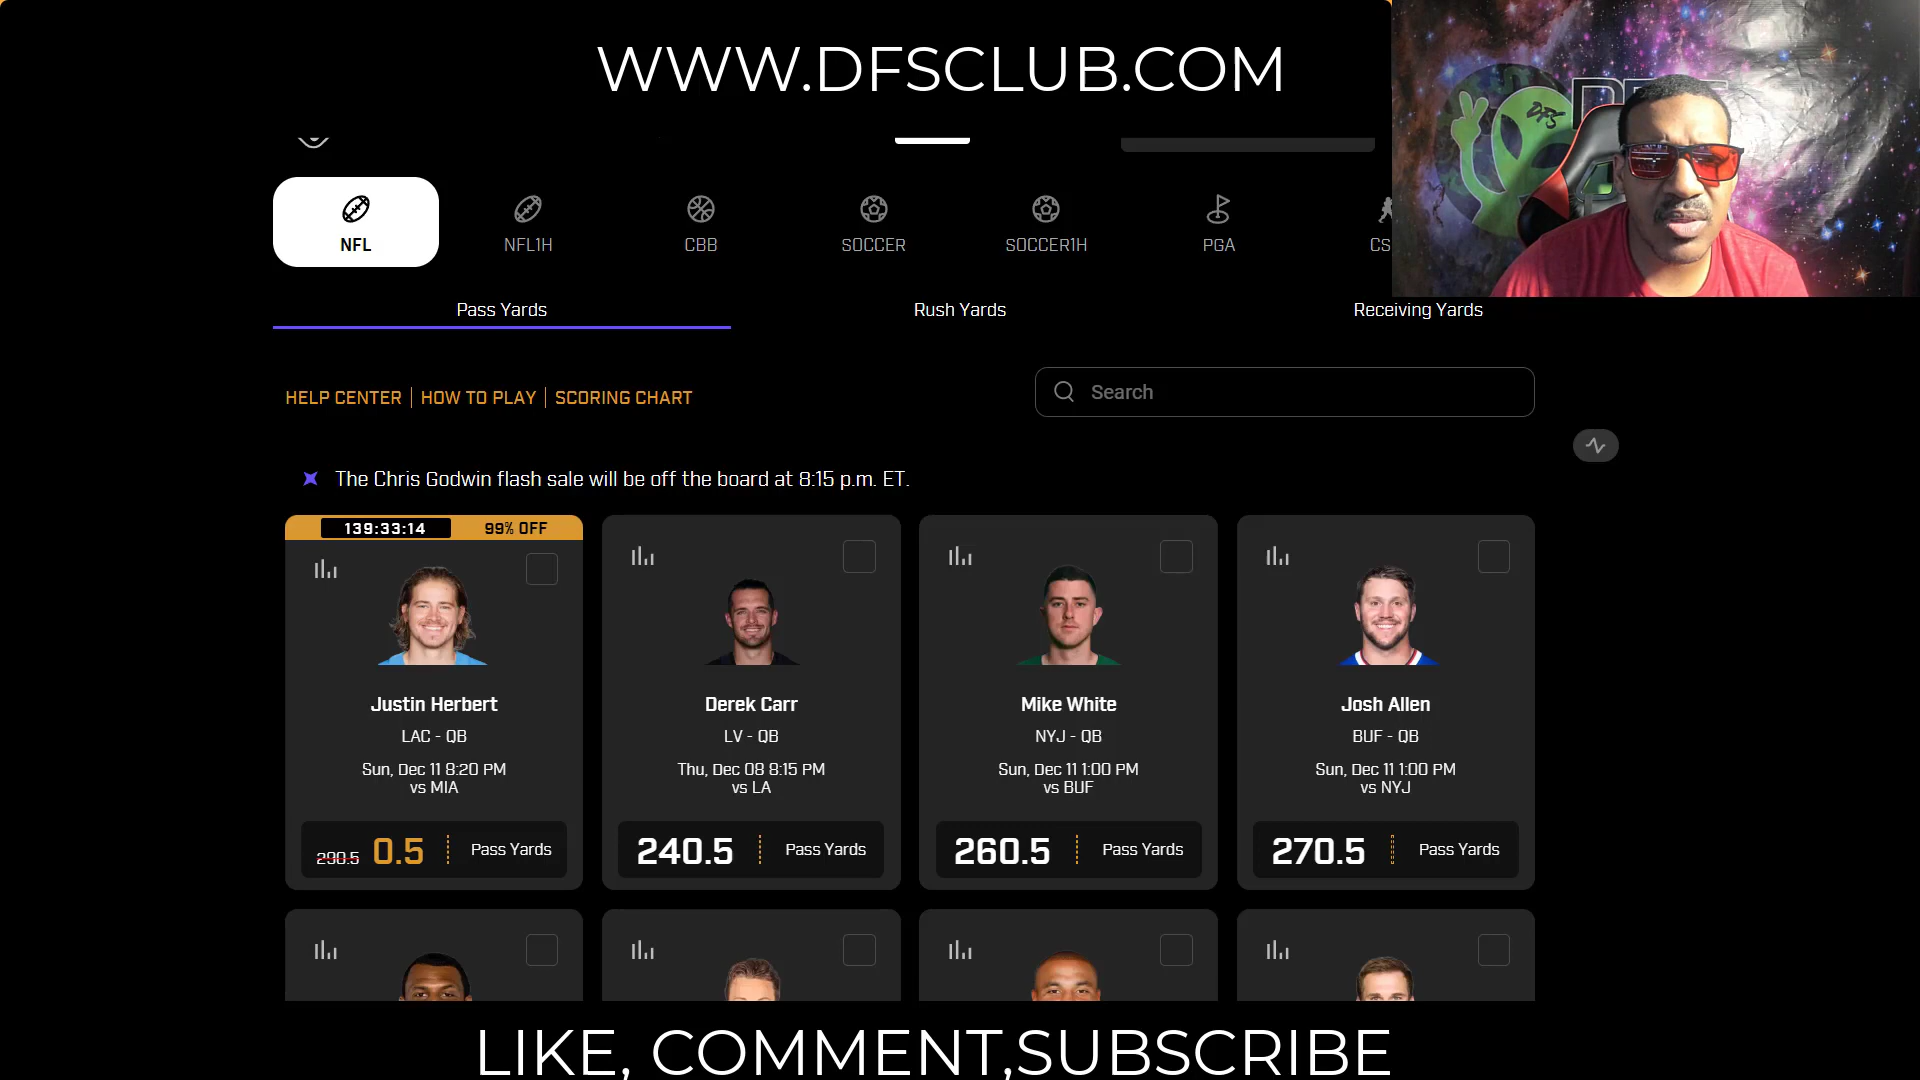 WWW.DFSCLUB.COM
DFS
NFL
NFL1H
CBB
SOCCER
SOCCER1H
PGA
CS
Pass Yards
Rush Yards
Receiving Yards
HELP CENTER | HOW TO PLAY | SCORING CHART
Search
The Chris Godwin flash sale will be off the board at 8:15 p.m. ET.
139:33:14 99% OFF
Justin Herbert
LAC - QB
Sun, Dec 11 8:20 PM
vs MIA
290.5 0.5 Pass Yards
Derek Carr
LV - QB
Thu, Dec 08 8:15 PM
vs LA
240.5 Pass Yards
Mike White
NYJ - QB
Sun, Dec 11 1:00 PM
vs BUF
260.5 Pass Yards
Josh Allen
BUF - QB
Sun, Dec 11 1:00 PM
vs NYJ
270.5 Pass Yards
LIKE, COMMENT,SUBSCRIBE